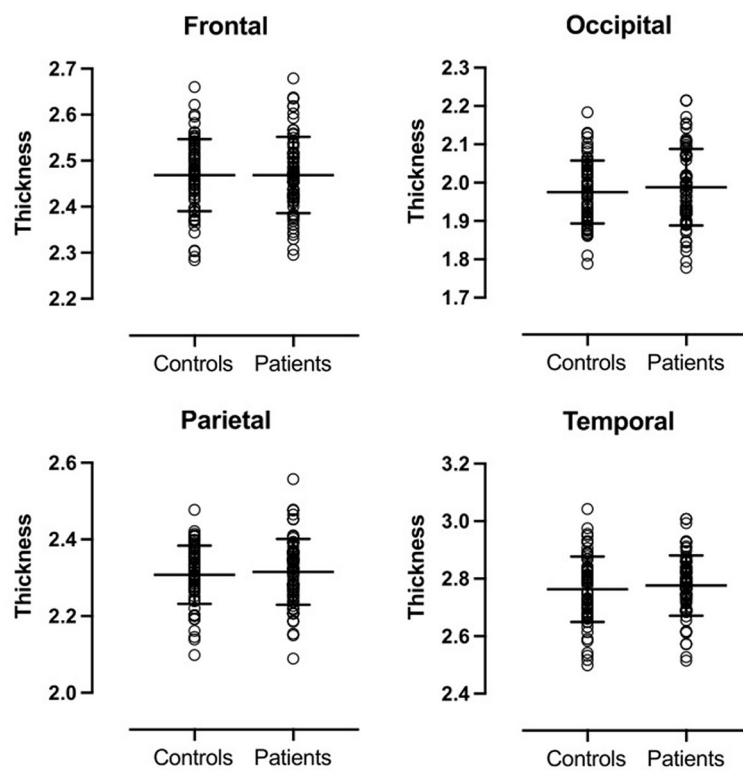 Frontal
Thickness
2.7
2.6
2.5
2.4
2.3
2.2
Controls Patients
Occipital
Thickness
2.3
2.2
2.1
2.0
1.9
1.8
1.7
Controls Patients
Parietal
Thickness
2.6
2.4
2.2
2.0
Controls Patients
Temporal
Thickness
3.2
3.0
2.8
2.6
2.4
Controls Patients